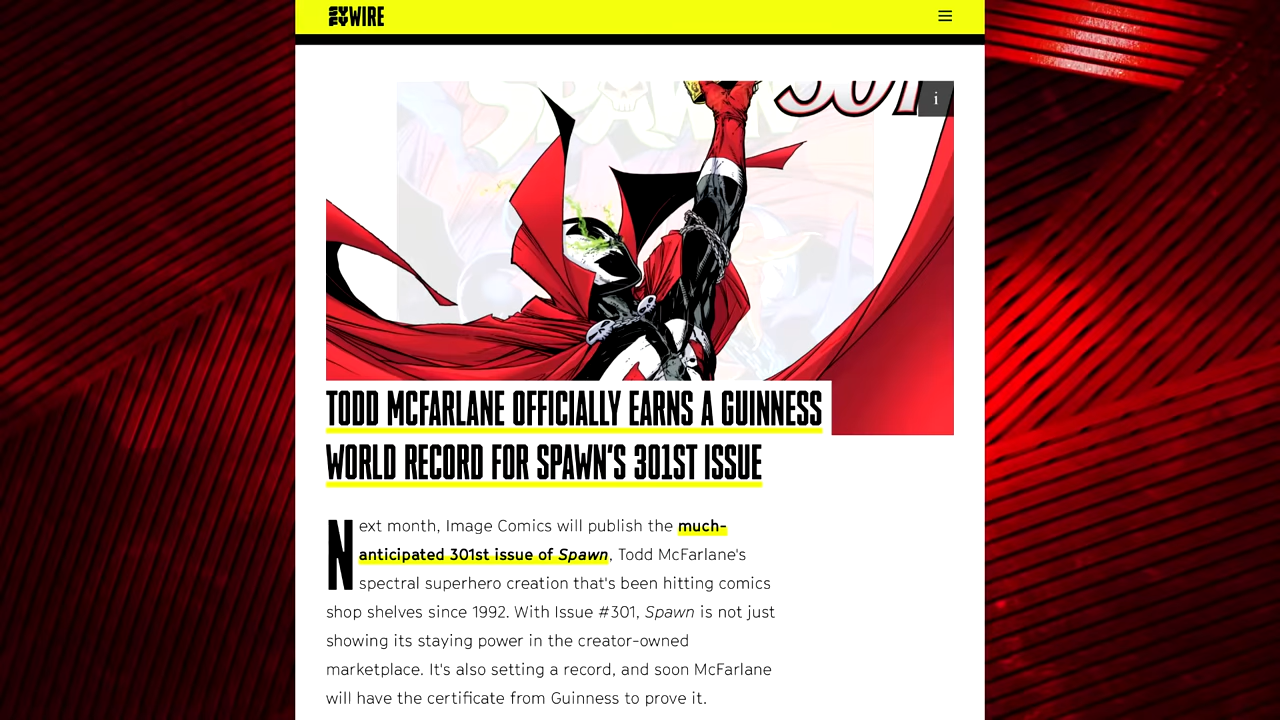 SYFY WIRE
SPAWN
301
i
TODD MCFARLANE OFFICIALLY EARNS A GUINNESS
WORLD RECORD FOR SPAWN'S 301ST ISSUE
Next month, Image Comics will publish the much-
anticipated 301st issue of Spawn, Todd McFarlane's
spectral superhero creation that's been hitting comics
shop shelves since 1992. With Issue #301, Spawn is not just
showing its staying power in the creator-owned
marketplace. It's also setting a record, and soon McFarlane
will have the certificate from Guinness to prove it.